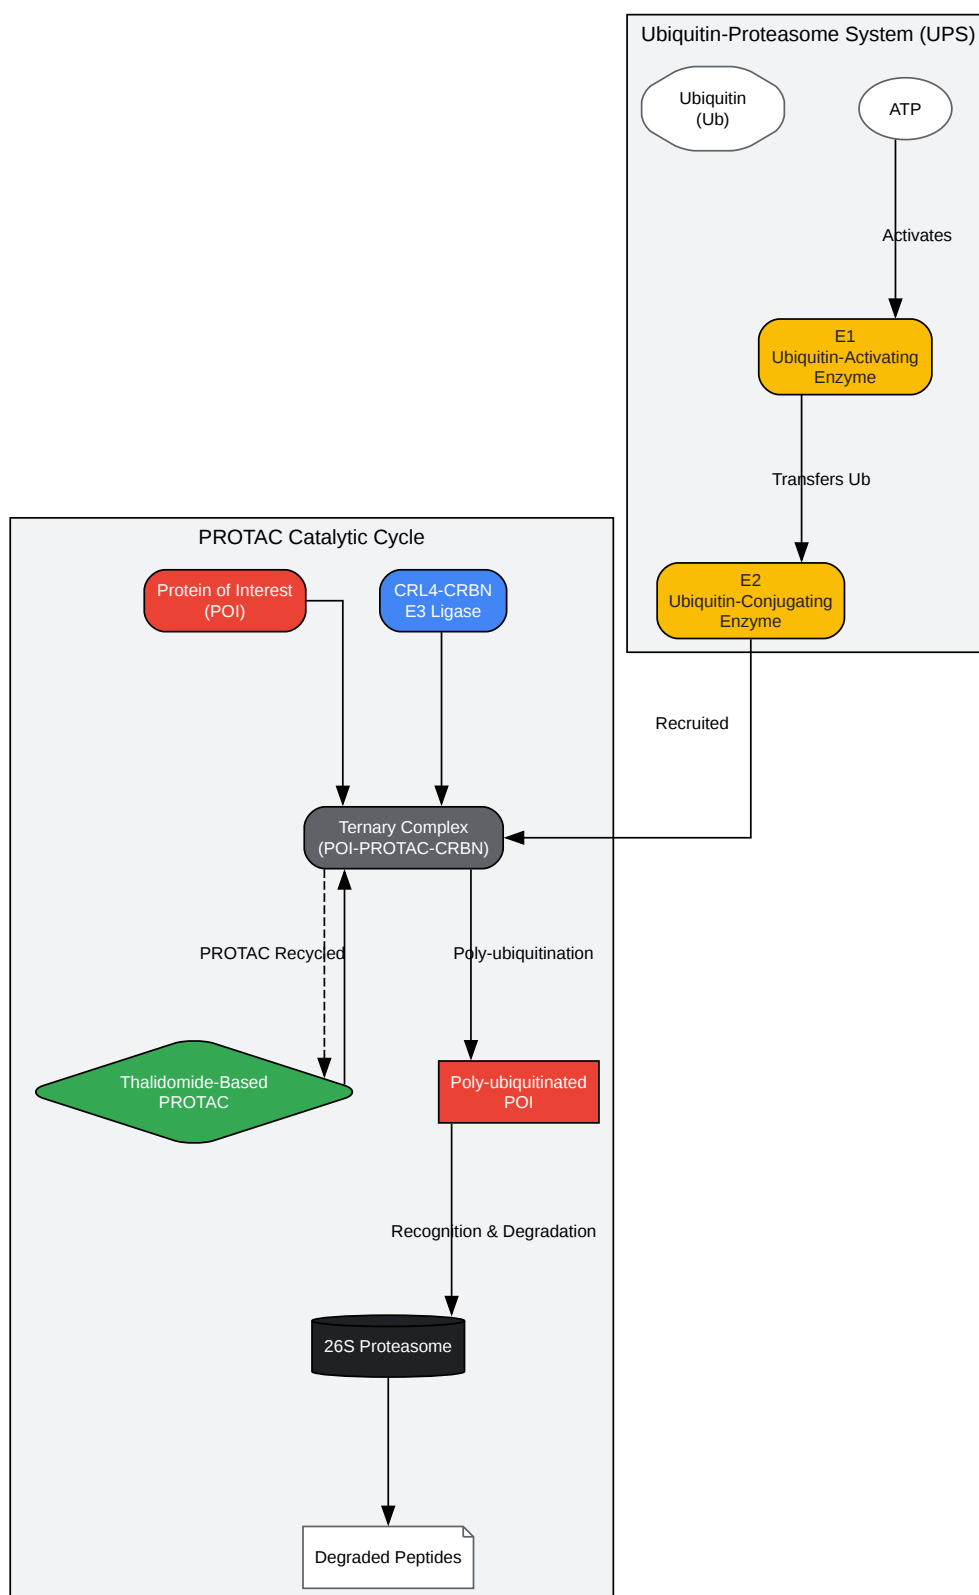 Ubiquitin-Proteasome System (UPS)
Ubiquitin
(Ub)
ATP
Activates
E1
Ubiquitin-Activating
Enzyme
Transfers Ub
E2
Ubiquitin-Conjugating
Enzyme
Recruited
PROTAC Catalytic Cycle
Protein of Interest
(POI)
CRL4-CRBN
E3 Ligase
Ternary Complex
(POI-PROTAC-CRBN)
PROTAC Recycled
Poly-ubiquitination
Thalidomide-Based
PROTAC
Poly-ubiquitinated
POI
Recognition & Degradation
26S Proteasome
Degraded Peptides